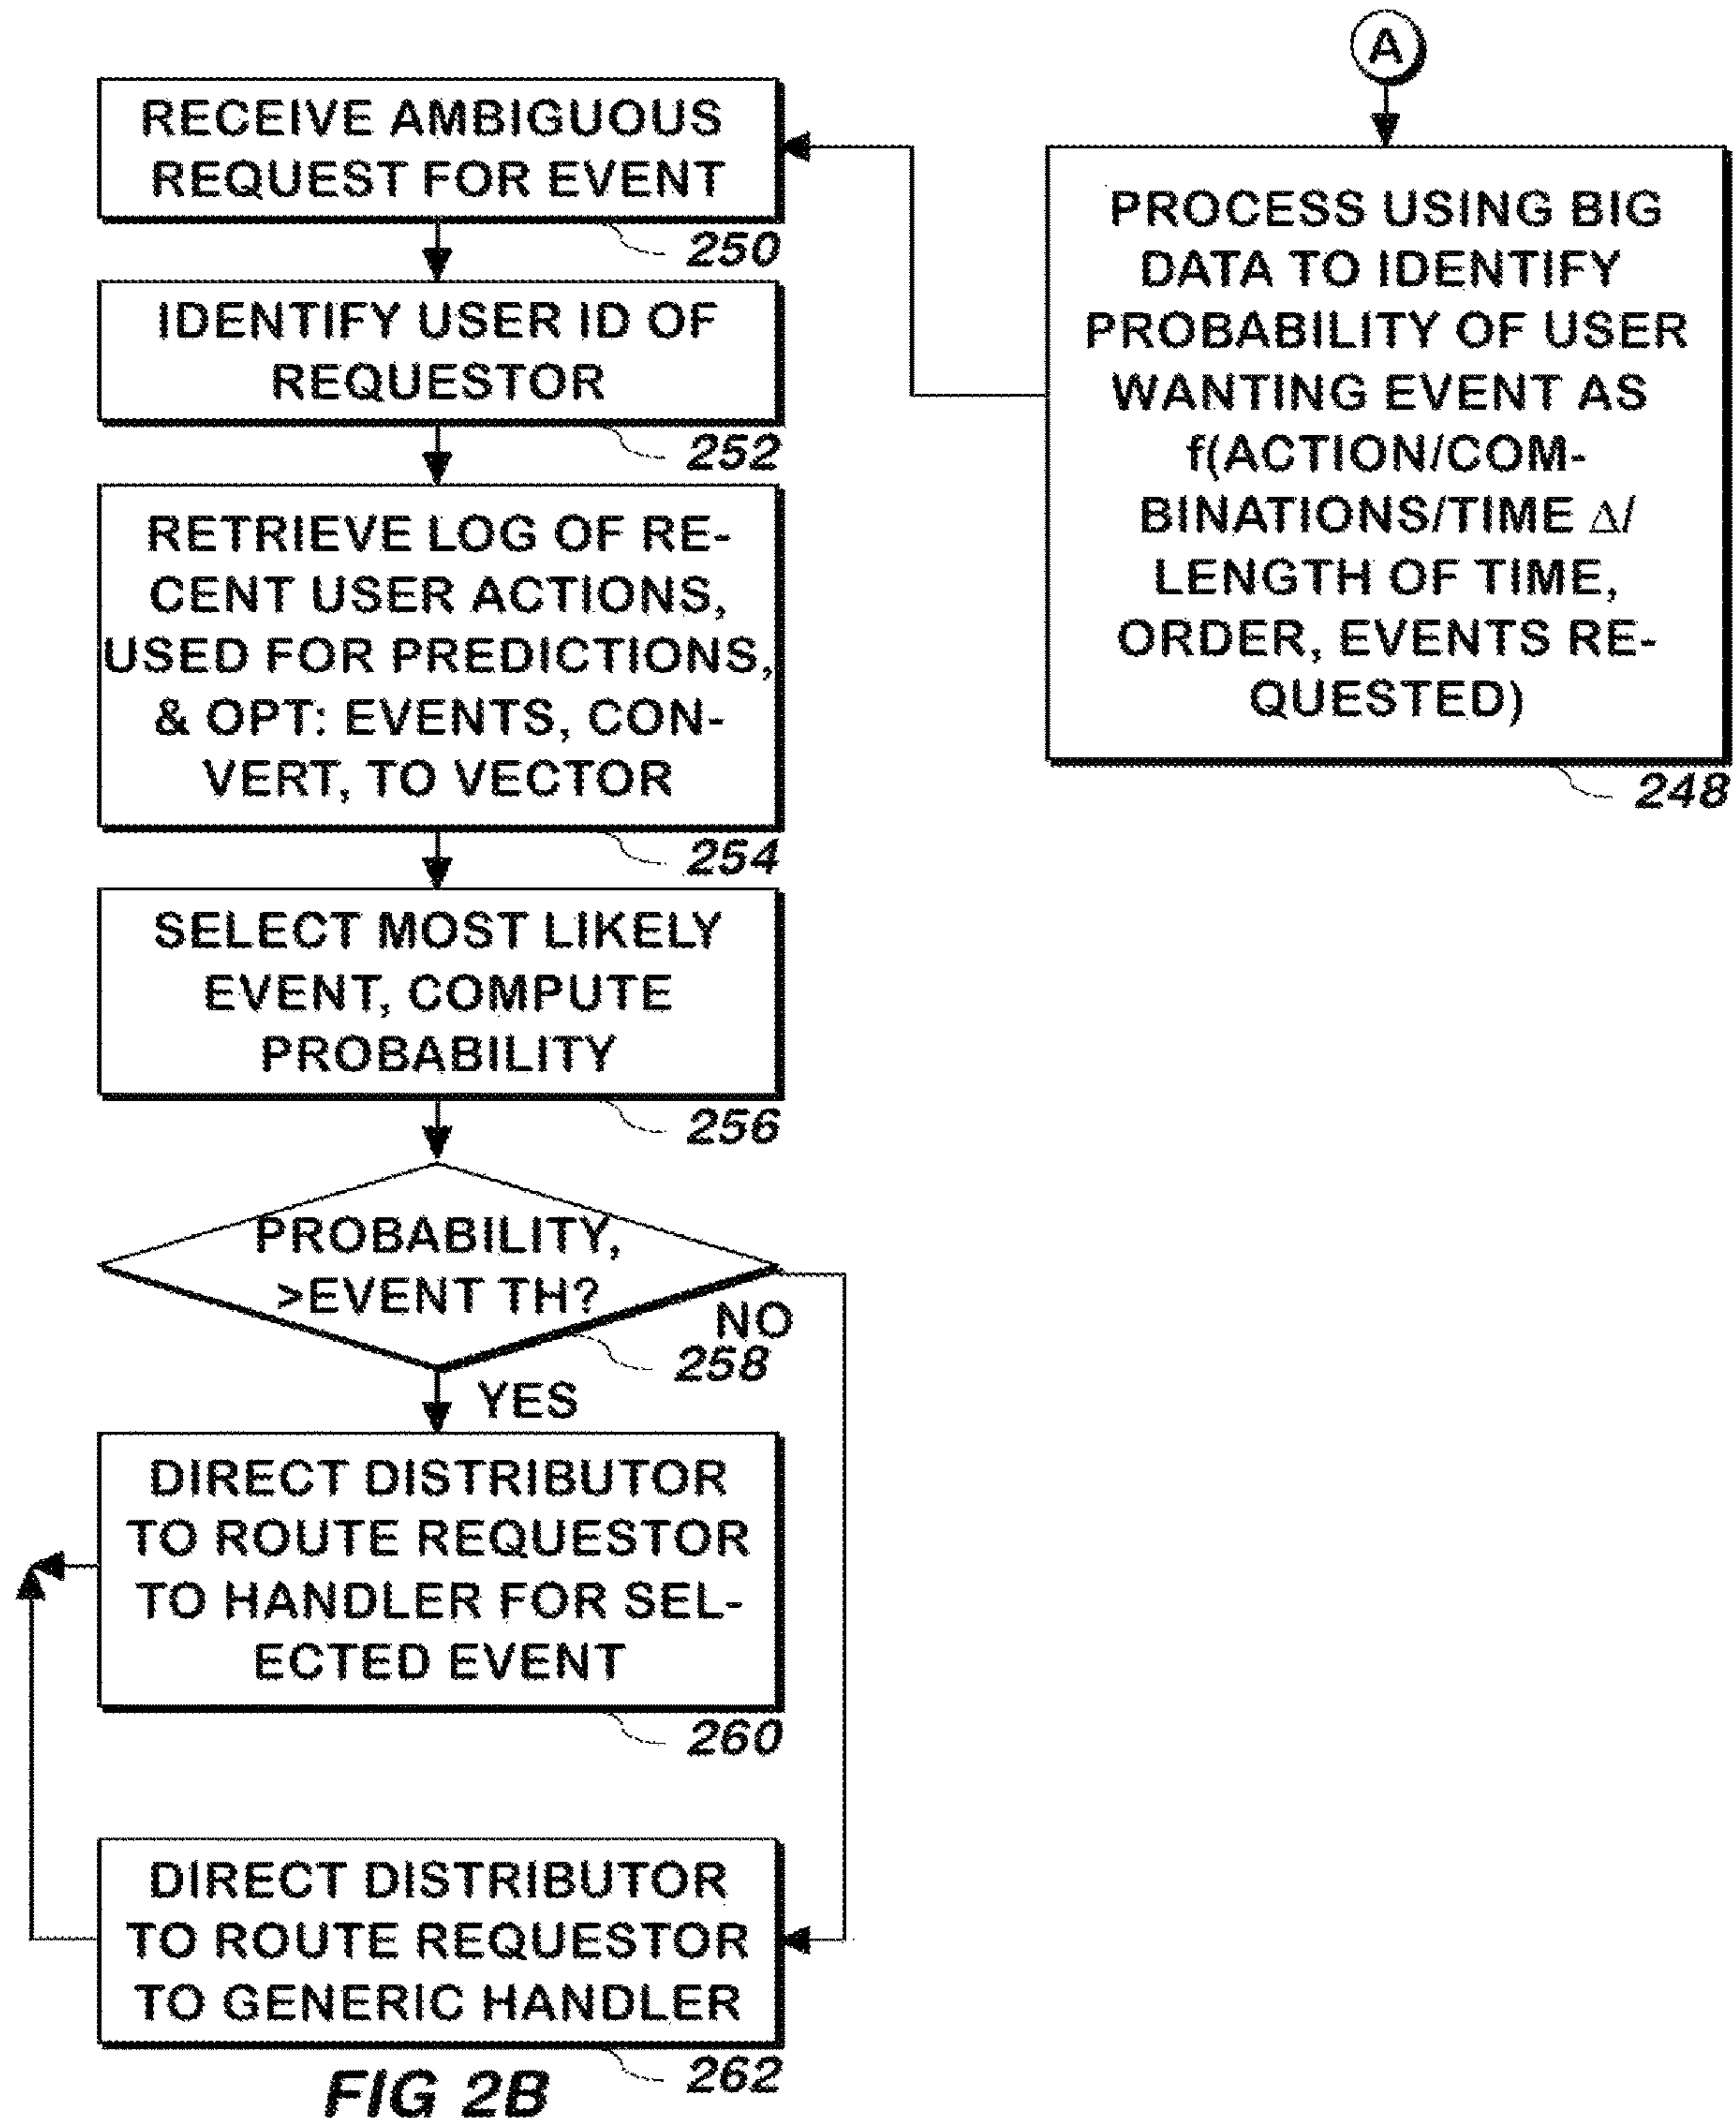 A
PROCESS USING BIG
DATA TO IDENTIFY
PROBABILITY OF USER
WANTING EVENT AS
f(ACTION/COM-
BINATIONS/TIME Δ/
LENGTH OF TIME,
ORDER, EVENTS RE-
QUESTED)
248
RECEIVE AMBIGUOUS
REQUEST FOR EVENT
250
IDENTIFY USER ID OF
REQUESTOR
252
RETRIEVE LOG OF RE-
CENT USER ACTIONS,
USED FOR PREDICTIONS,
& OPT: EVENTS, CON-
VERT, TO VECTOR
254
SELECT MOST LIKELY
EVENT, COMPUTE
PROBABILITY
256
PROBABILITY,
>EVENT TH?
NO
258
YES
DIRECT DISTRIBUTOR
TO ROUTE REQUESTOR
TO HANDLER FOR SEL-
ECTED EVENT
260
DIRECT DISTRIBUTOR
TO ROUTE REQUESTOR
TO GENERIC HANDLER
262
FIG 2B